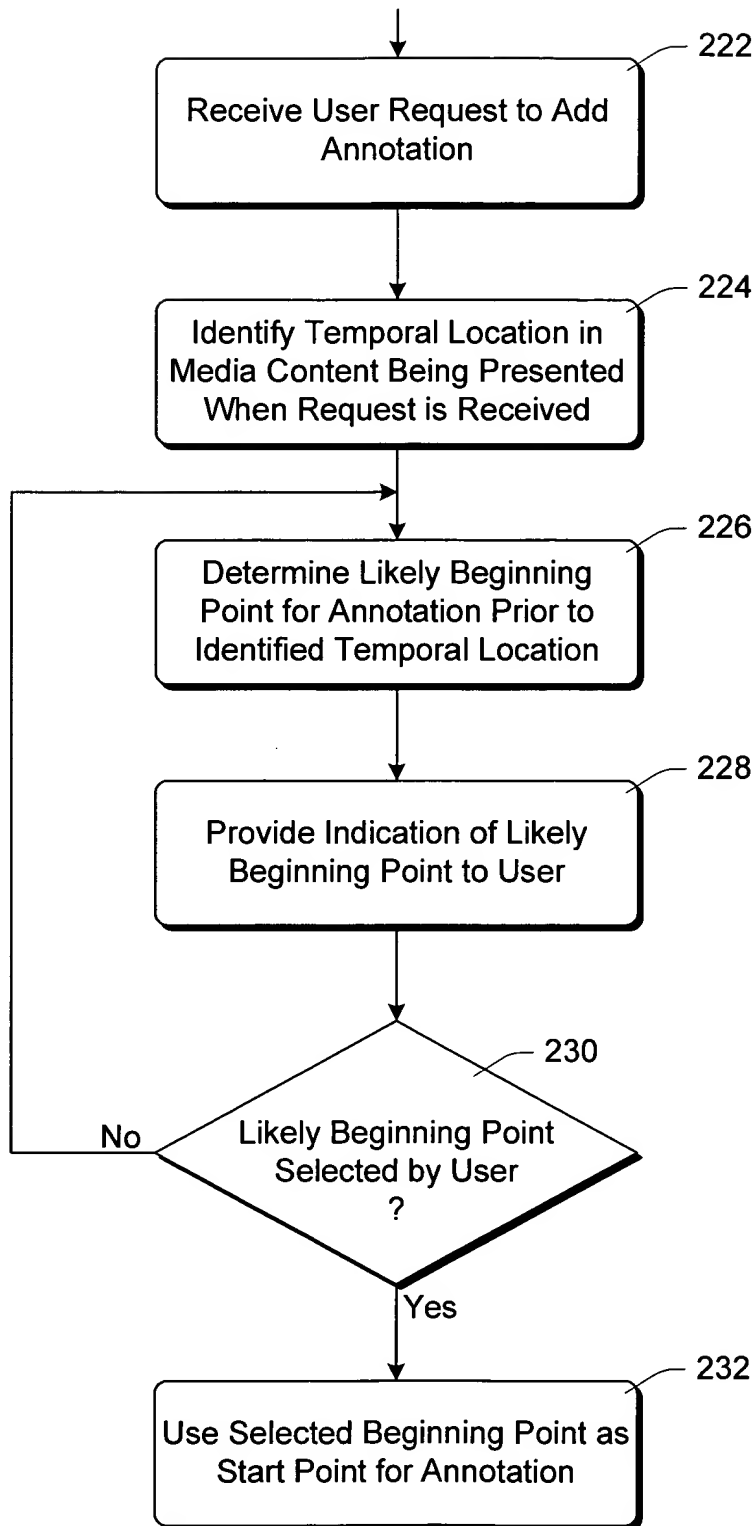 222
Receive User Request to Add
Annotation
224
Identify Temporal Location in
Media Content Being Presented
When Request is Received
226
Determine Likely Beginning
Point for Annotation Prior to
Identified Temporal Location
228
Provide Indication of Likely
Beginning Point to User
230
No
Likely Beginning Point
Selected by User
?
Yes
232
Use Selected Beginning Point as
Start Point for Annotation